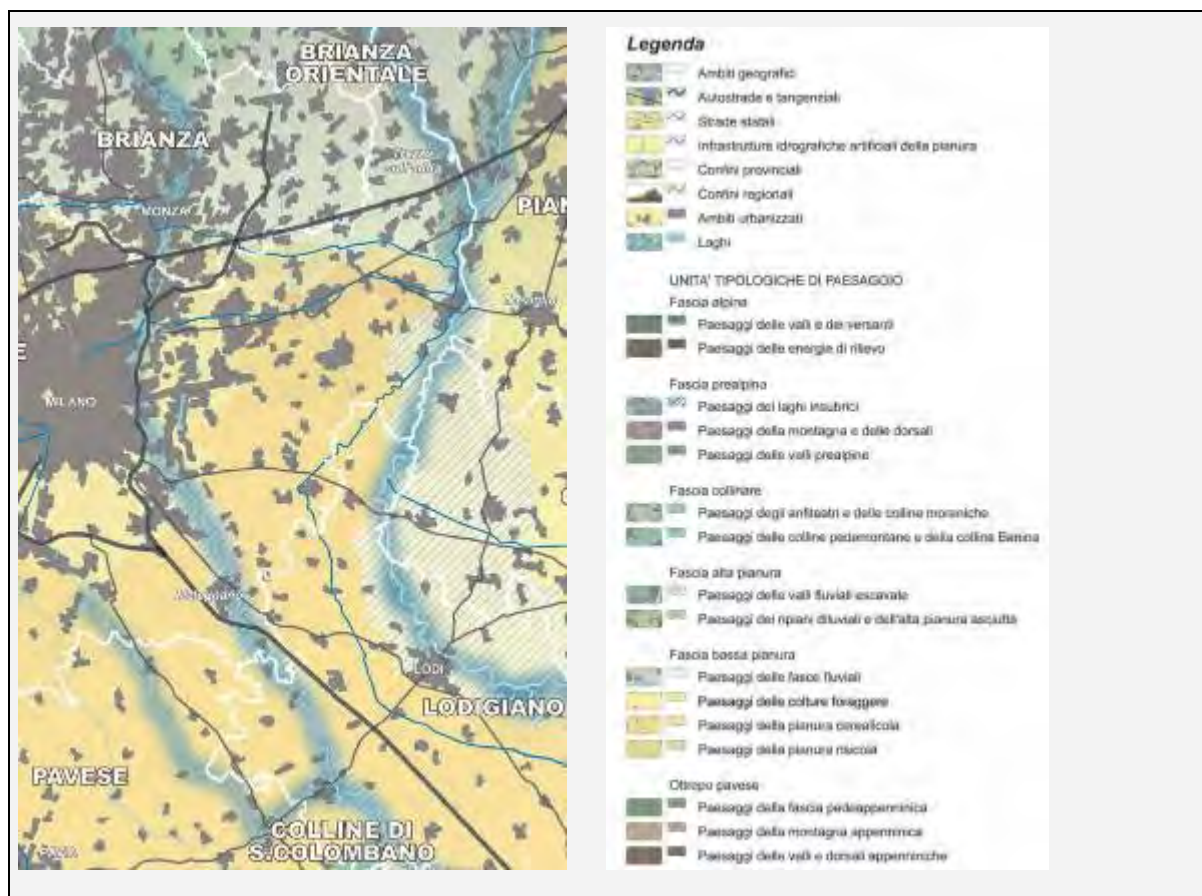 BRIANZA
ORIENTALE
BRIANZA
Trezzo
sull'Adda
MONZA
PIAN
E
MILANO
Melegnano
LODI
LODIGIANO
PAVESE
COLLINE DI
S.COLOMBANO
PAVIA
Legenda
Ambiti geografici
Autostrade e tangenziali
Strade statali
Infrastrutture idrografiche artificiali della pianura
Confini provinciali
Confini regionali
Ambiti urbanizzati
Laghi
UNITA' TIPOLOGICHE DI PAESAGGIO
Fascia alpina
Paesaggi delle valli e dei versanti
Paesaggi delle energie di rilievo
Fascia prealpina
Paesaggi dei laghi insubrici
Paesaggi della montagna e delle dorsali
Paesaggi delle valli prealpine
Fascia collinare
Paesaggi degli anfiteatri e delle colline moreniche
Paesaggi delle colline pedemontane e della collina Banina
Fascia alta pianura
Paesaggi delle valli fluviali escavate
Paesaggi dei ripiani diluviali e dell'alta pianura asciutta
Fascia bassa pianura
Paesaggi delle fasce fluviali
Paesaggi delle colture foraggere
Paesaggi della pianura cerealicola
Paesaggi della pianura risicola
Oltrepo pavese
Paesaggi della fascia pedeappenninica
Paesaggi della montagna appenninica
Paesaggi delle valli e dorsali appenniniche